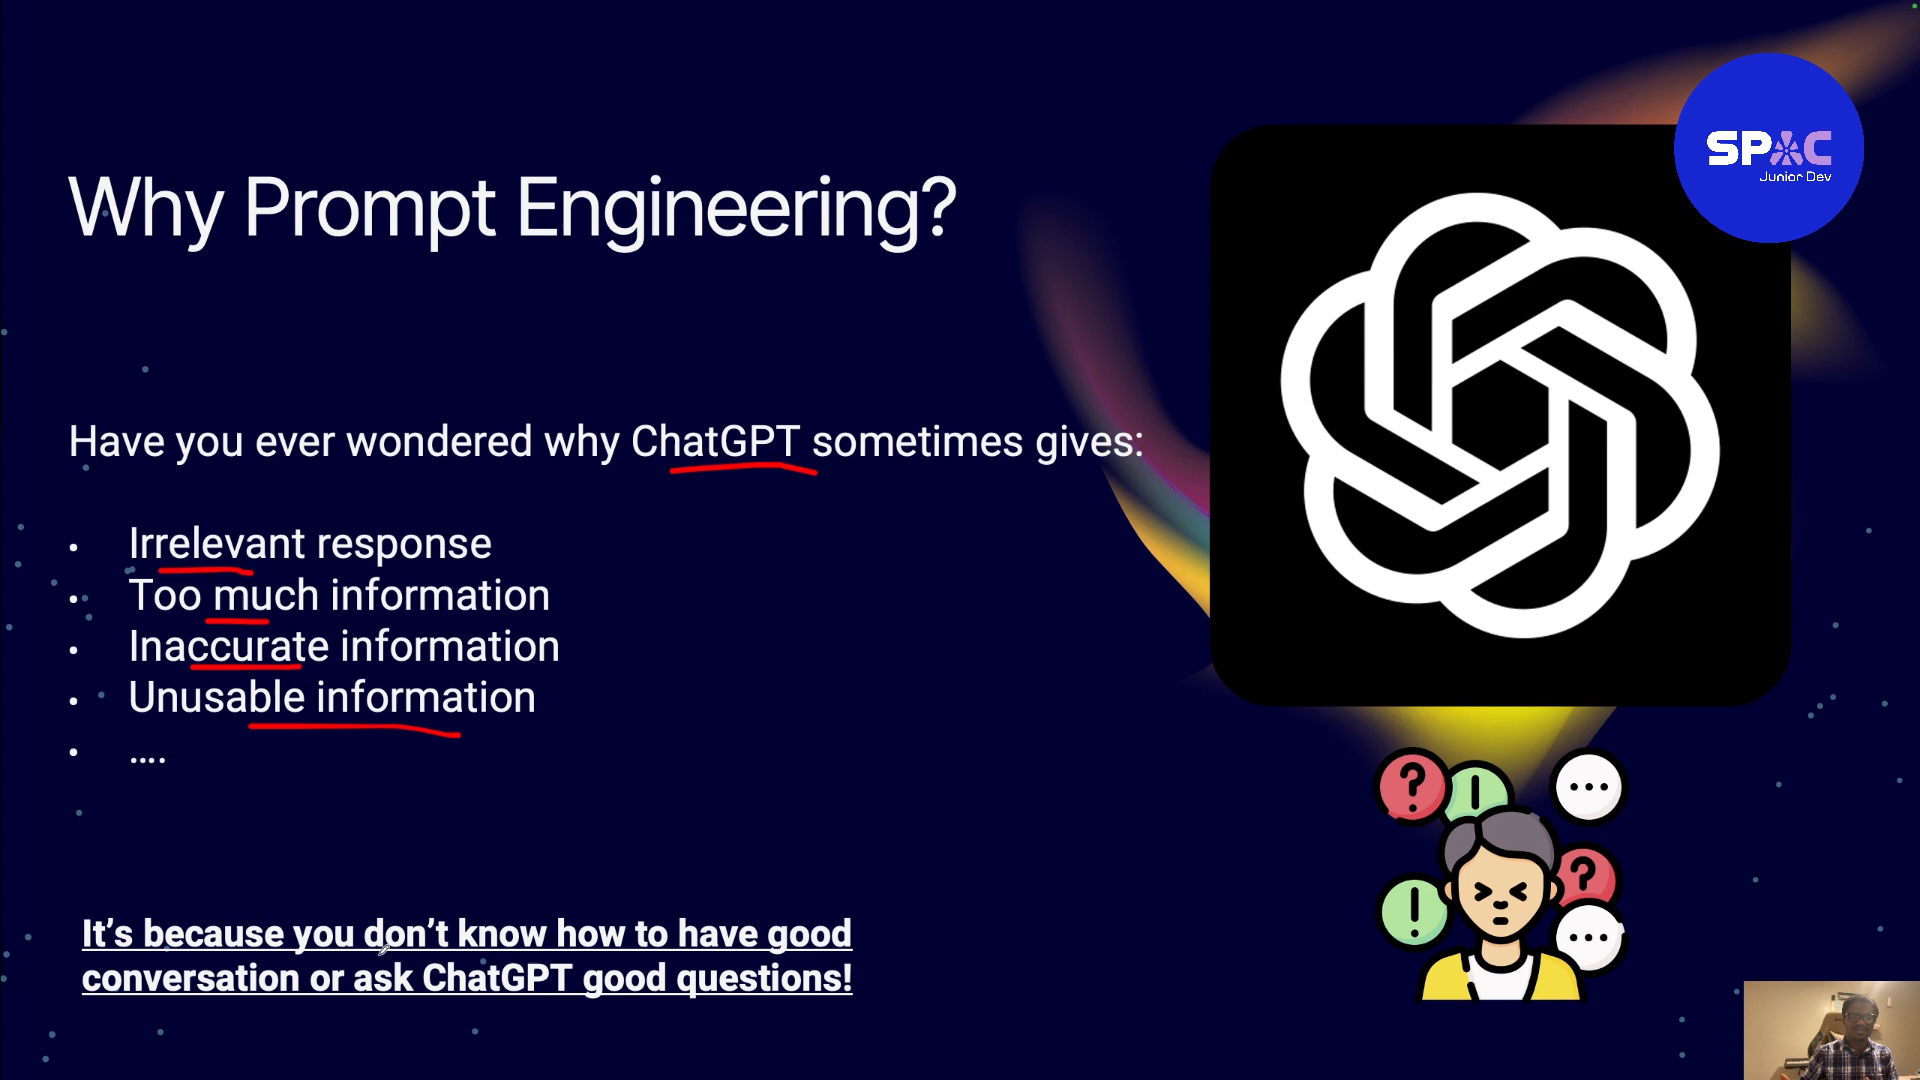 SPAC
Junior Dev
Why Prompt Engineering?
Have you ever wondered why ChatGPT sometimes gives:
• Irrelevant response
• Too much information
• Inaccurate information
• Unusable information
• ....
It’s because you don’t know how to have good
conversation or ask ChatGPT good questions!